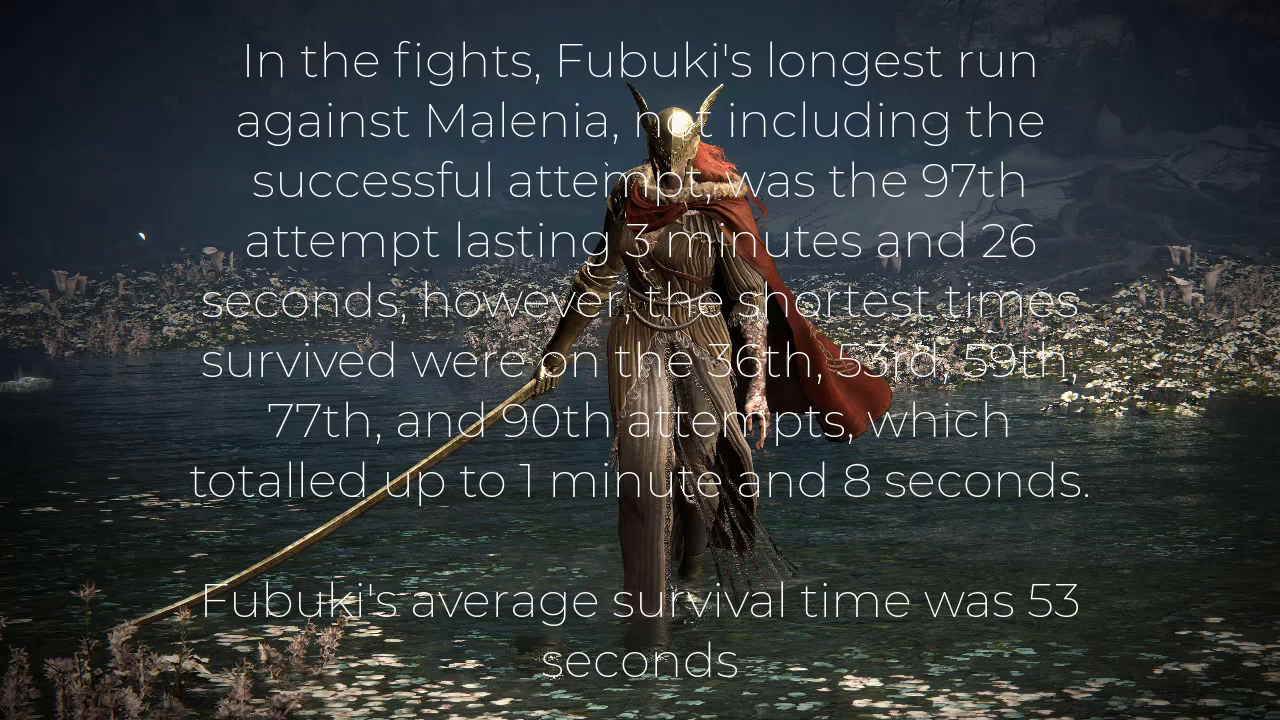 In the fights, Fubuki's longest run
against Malenia, not including the
successful attempt, was the 97th
attempt lasting 3 minutes and 26
seconds, however, the shortest times
survived were on the 36th, 53rd, 59th,
77th, and 90th attempts, which
totalled up to 1 minute and 8 seconds.
Fubuki's average survival time was 53
seconds